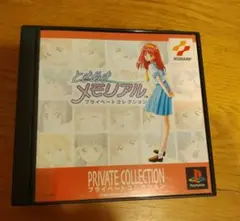 KONAMI
ときめき
メモリアル
プライベートコレクション
PRIVATE COLLECTION
プライベートコレクション
PlayStation